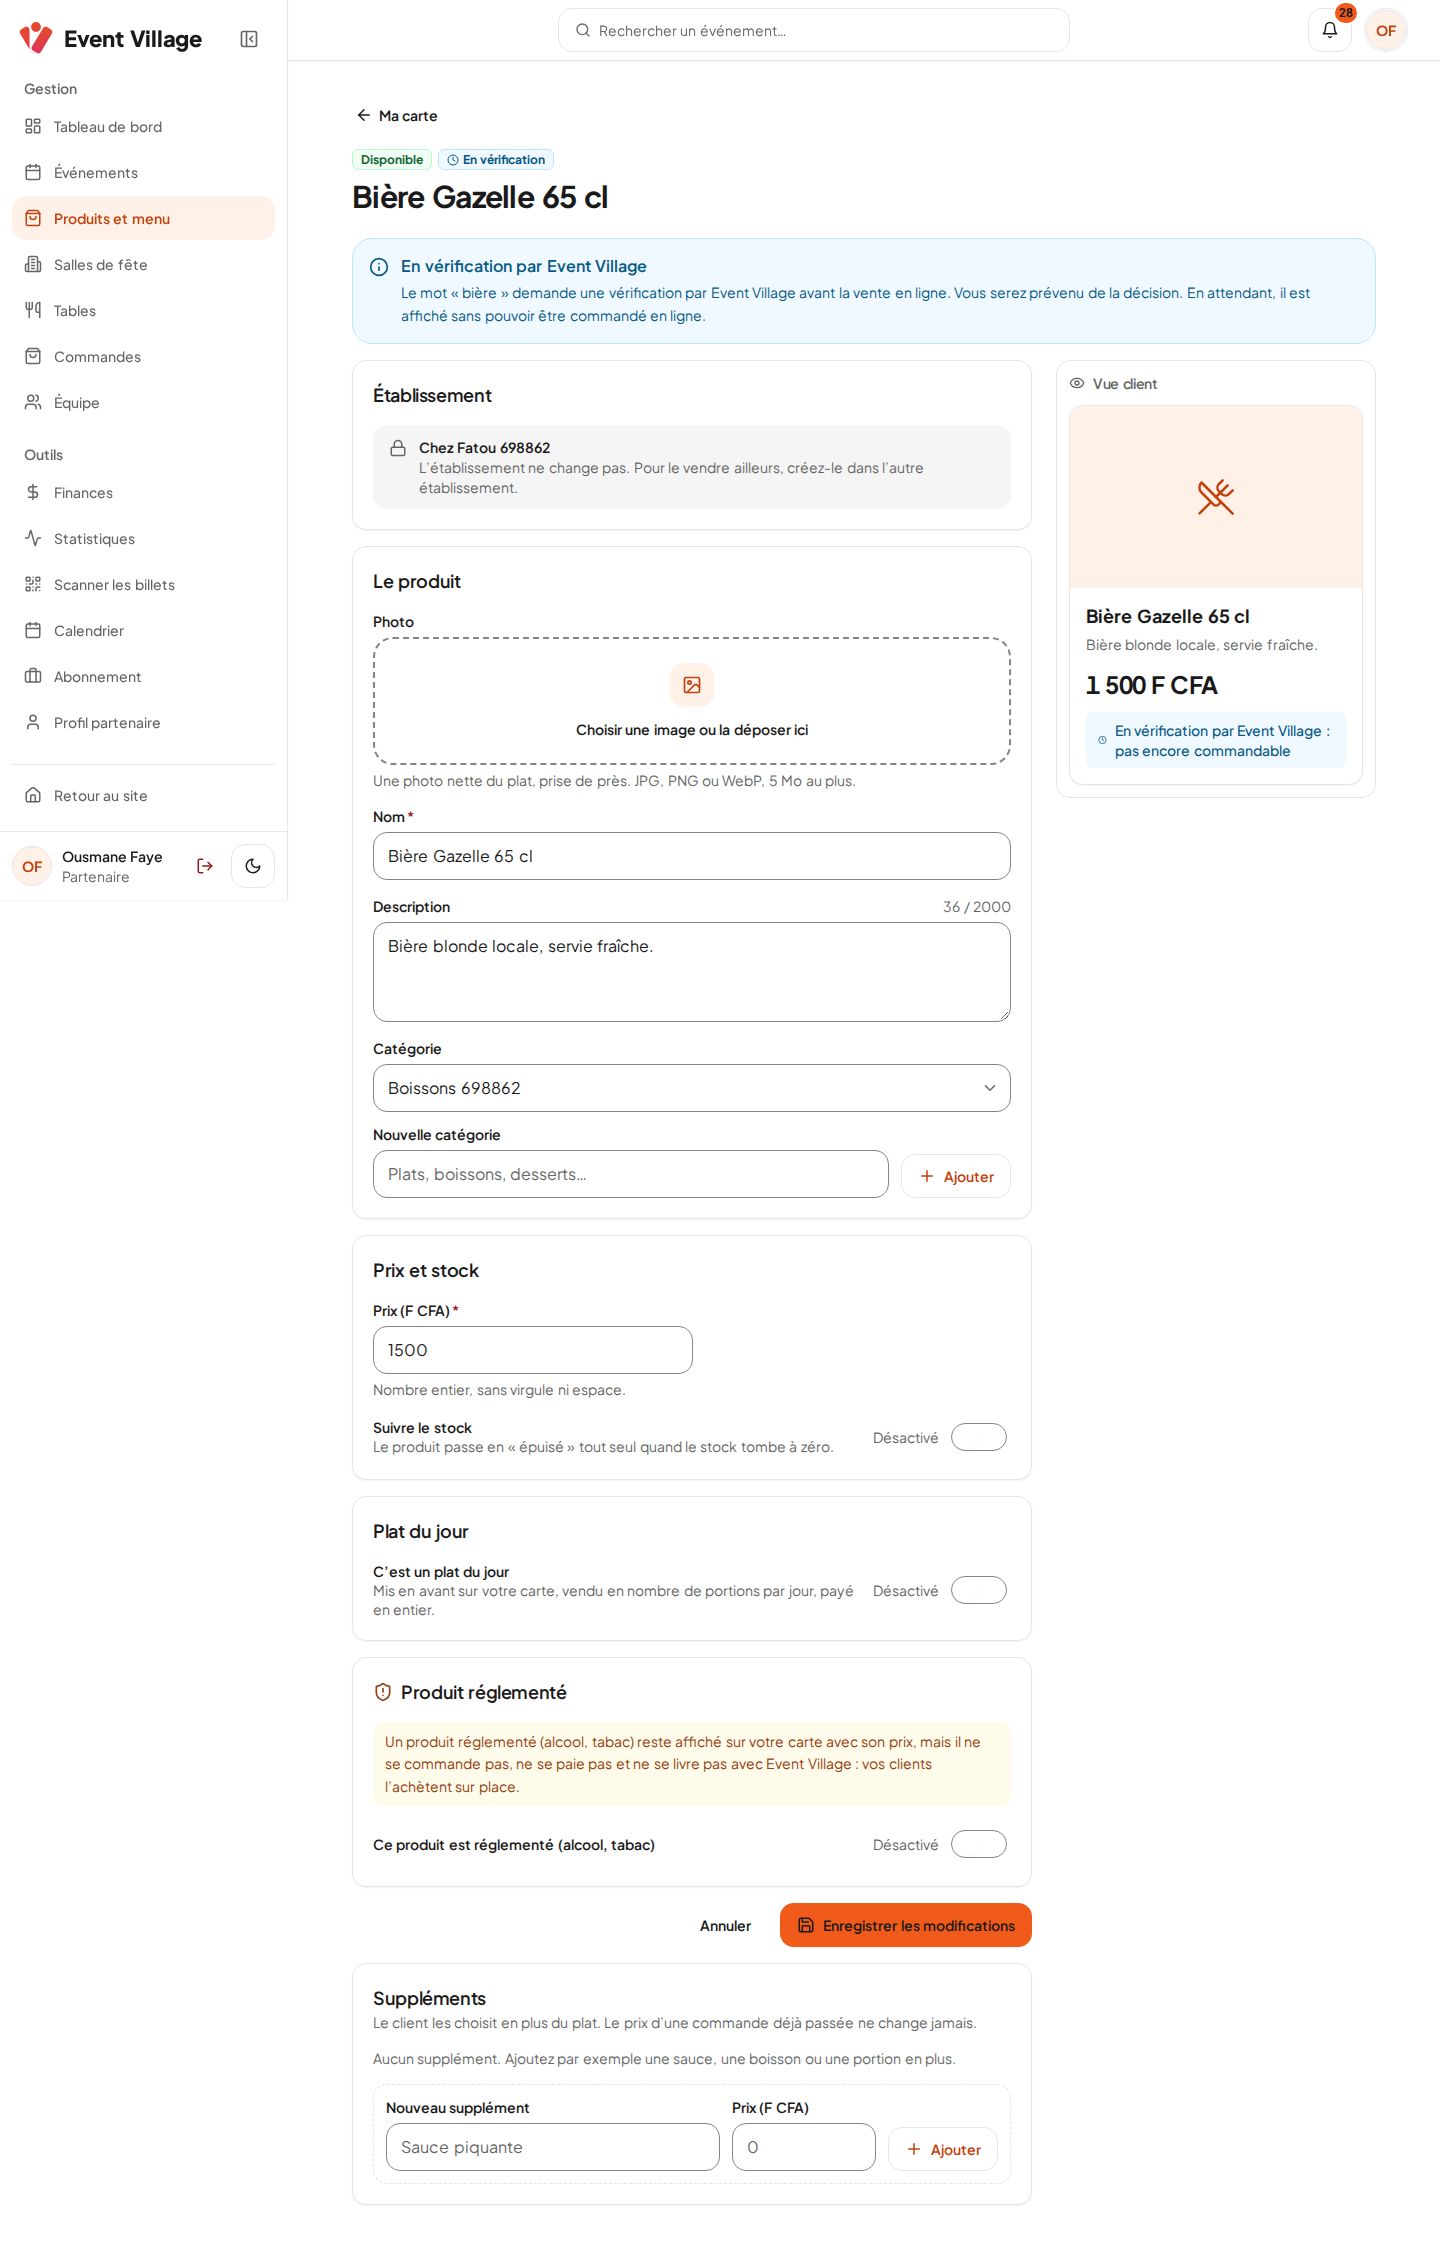 Event Village
Rechercher un événement...
28
OF
Gestion
Tableau de bord
Événements
Produits et menu
Salles de fête
Tables
Commandes
Équipe
Outils
Finances
Statistiques
Scanner les billets
Calendrier
Abonnement
Profil partenaire
Retour au site
OF
Ousmane Faye
Partenaire
Ma carte
Disponible
En vérification
Bière Gazelle 65 cl
En vérification par Event Village
Le mot « bière » demande une vérification par Event Village avant la vente en ligne. Vous serez prévenu de la décision. En attendant, il est
affiché sans pouvoir être commandé en ligne.
Établissement
Chez Fatou 698862
L’établissement ne change pas. Pour le vendre ailleurs, créez-le dans l’autre
établissement.
Le produit
Photo
Choisir une image ou la déposer ici
Une photo nette du plat, prise de près. JPG, PNG ou WebP, 5 Mo au plus.
Nom *
Bière Gazelle 65 cl
Description
36 / 2000
Bière blonde locale, servie fraîche.
Catégorie
Boissons 698862
Nouvelle catégorie
Plats, boissons, desserts...
Ajouter
Prix et stock
Prix (F CFA) *
1500
Nombre entier, sans virgule ni espace.
Suivre le stock
Le produit passe en « épuisé » tout seul quand le stock tombe à zéro.
Désactivé
Plat du jour
C’est un plat du jour
Mis en avant sur votre carte, vendu en nombre de portions par jour, payé
en entier.
Désactivé
Produit réglementé
Un produit réglementé (alcool, tabac) reste affiché sur votre carte avec son prix, mais il ne
se commande pas, ne se paie pas et ne se livre pas avec Event Village : vos clients
l’achètent sur place.
Ce produit est réglementé (alcool, tabac)
Désactivé
Annuler
Enregistrer les modifications
Suppléments
Le client les choisit en plus du plat. Le prix d’une commande déjà passée ne change jamais.
Aucun supplément. Ajoutez par exemple une sauce, une boisson ou une portion en plus.
Nouveau supplément
Sauce piquante
Prix (F CFA)
0
Ajouter
Vue client
Bière Gazelle 65 cl
Bière blonde locale, servie fraîche.
1 500 F CFA
En vérification par Event Village :
pas encore commandable